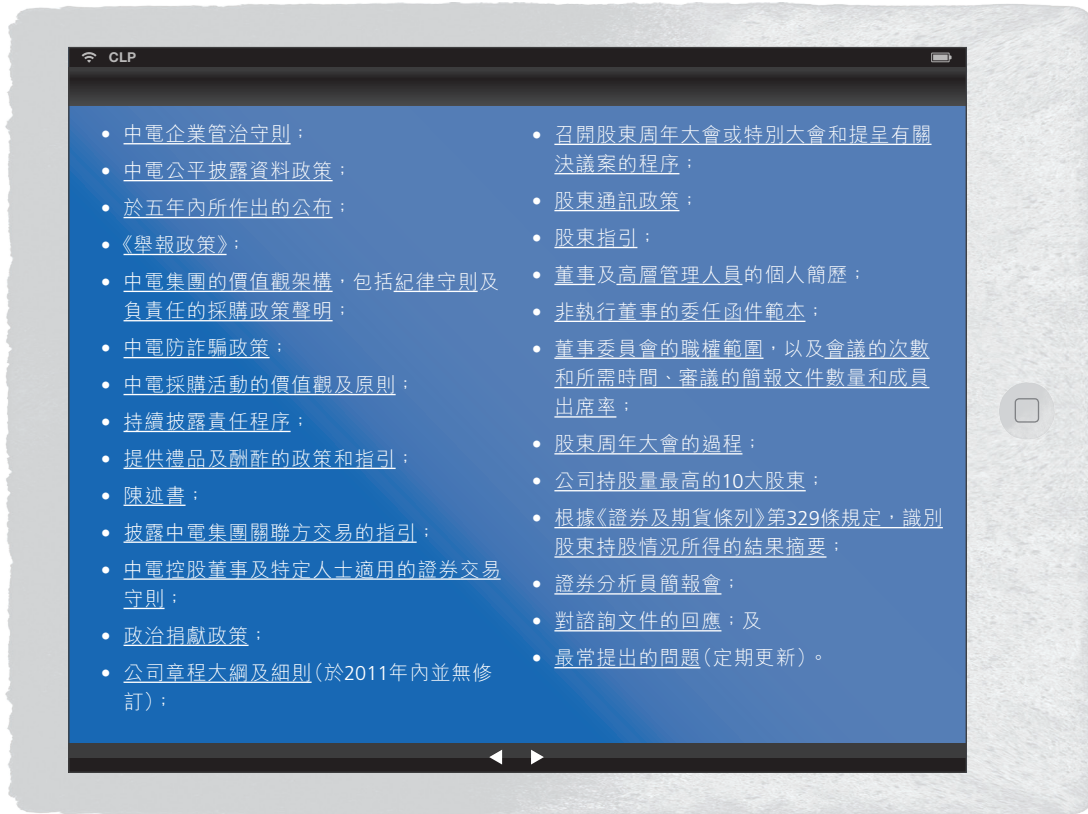 CLP
• 中電企業管治守則；
• 中電公平披露資料政策；
• 於五年內所作出的公布；
• 《舉報政策》；
• 中電集團的價值觀架構，包括紀律守則及
負責任的採購政策聲明；
• 中電防詐騙政策；
• 中電採購活動的價值觀及原則；
• 持續披露責任程序；
• 提供禮品及酬酢的政策和指引；
• 陳述書；
• 披露中電集團關聯方交易的指引；
• 中電控股董事及特定人士適用的證券交易
守則；
• 政治捐獻政策；
• 公司章程大綱及細則（於2011年內並無修
訂）；
• 召開股東周年大會或特別大會和提呈有關
決議案的程序；
• 股東通訊政策；
• 股東指引；
• 董事及高層管理人員的個人簡歷；
• 非執行董事的委任函件範本；
• 董事委員會的職權範圍，以及會議的次數
和所需時間、審議的簡報文件數量和成員
出席率；
• 股東周年大會的過程；
• 公司持股量最高的10大股東；
• 根據《證券及期貨條列》第329條規定，識別
股東持股情況所得的結果摘要；
• 證券分析員簡報會；
• 對諮詢文件的回應；及
• 最常提出的問題（定期更新）。